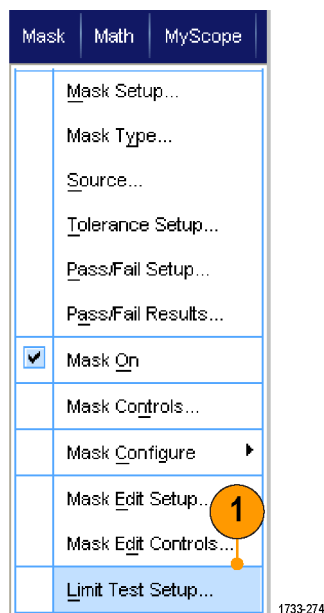 Mask Math MyScope
Mask Setup...
Mask Type...
Source...
Tolerance Setup...
Pass/Fail Setup...
Pass/Fail Results...
Mask On
Mask Controls...
Mask Configure
Mask Edit Setup...
1
Mask Edit Controls...
Limit Test Setup...
1733-274